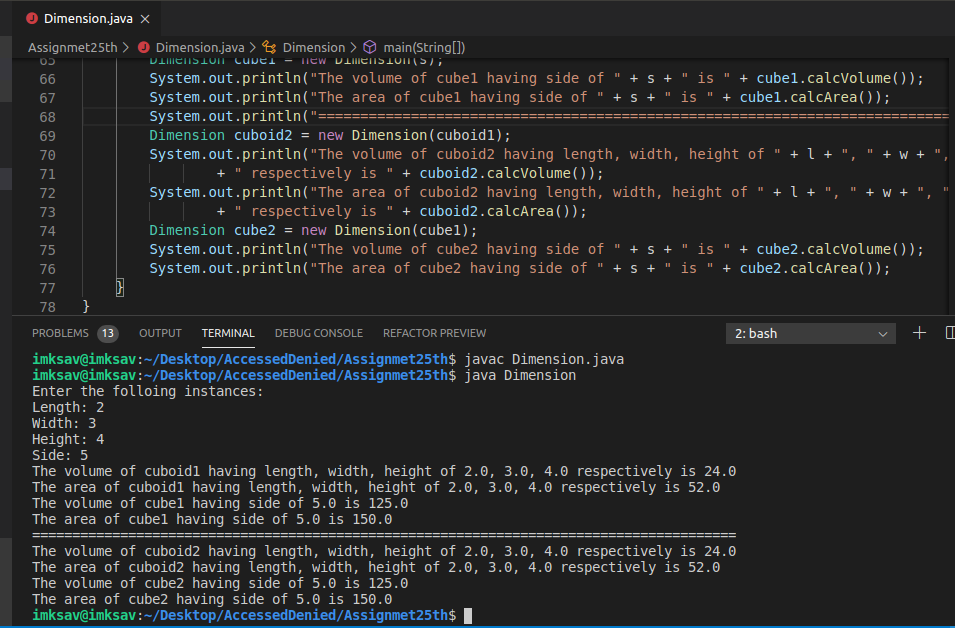 Dimension.java ×
Assignmet25th > Dimension.java > Dimension > main(String[])
65 Dimension cube1 = new Dimension(s);
66 System.out.println("The volume of cube1 having side of " + s + " is " + cube1.calcVolume());
67 System.out.println("The area of cube1 having side of " + s + " is " + cube1.calcArea());
68 System.out.println("===========================================================================
69 Dimension cuboid2 = new Dimension(cuboid1);
70 System.out.println("The volume of cuboid2 having length, width, height of " + l + ", " + w + ",
71 + " respectively is " + cuboid2.calcVolume());
72 System.out.println("The area of cuboid2 having length, width, height of " + l + ", " + w + ", "
73 + " respectively is " + cuboid2.calcArea());
74 Dimension cube2 = new Dimension(cube1);
75 System.out.println("The volume of cube2 having side of " + s + " is " + cube2.calcVolume());
76 System.out.println("The area of cube2 having side of " + s + " is " + cube2.calcArea());
77 }
78 }
PROBLEMS 13 OUTPUT TERMINAL DEBUG CONSOLE REFACTOR PREVIEW 2: bash
imksav@imksav:~/Desktop/AccessedDenied/Assignmet25th$ javac Dimension.java
imksav@imksav:~/Desktop/AccessedDenied/Assignmet25th$ java Dimension
Enter the folloing instances:
Length: 2
Width: 3
Height: 4
Side: 5
The volume of cuboid1 having length, width, height of 2.0, 3.0, 4.0 respectively is 24.0
The area of cuboid1 having length, width, height of 2.0, 3.0, 4.0 respectively is 52.0
The volume of cube1 having side of 5.0 is 125.0
The area of cube1 having side of 5.0 is 150.0
========================================================================================
The volume of cuboid2 having length, width, height of 2.0, 3.0, 4.0 respectively is 24.0
The area of cuboid2 having length, width, height of 2.0, 3.0, 4.0 respectively is 52.0
The volume of cube2 having side of 5.0 is 125.0
The area of cube2 having side of 5.0 is 150.0
imksav@imksav:~/Desktop/AccessedDenied/Assignmet25th$